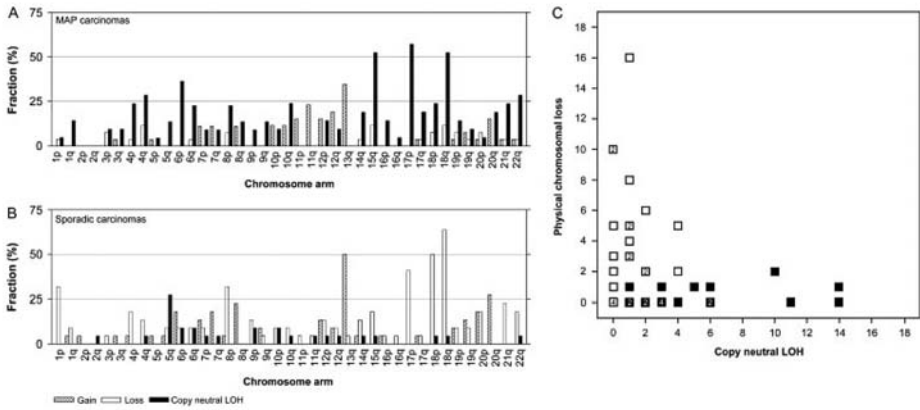 A
MAP carcinomas
75
50
25
0
Fraction (%)
1p 1q 2p 2q 3p 3q 4p 4q 5p 5q 6p 6q 7p 7q 8p 8q 9p 9q 10p 10q 11p 11q 12p 12q 13q 14q 15q 16p 16q 17p 17q 18p 18q 19p 19q 20p 20q 21q 22q
Chromosome arm
B
Sporadic carcinomas
75
50
25
0
Fraction (%)
1p 1q 2p 2q 3p 3q 4p 4q 5p 5q 6p 6q 7p 7q 8p 8q 9p 9q 10p 10q 11p 11q 12p 12q 13q 14q 15q 16p 16q 17p 17q 18p 18q 19p 19q 20p 20q 21q 22q
Chromosome arm
Gain Loss Copy neutral LOH
C
Physical chromosomal loss
18
16
14
12
10
8
6
4
2
0
4 2 2 4 2
0 2 4 6 8 10 12 14 16 18
Copy neutral LOH